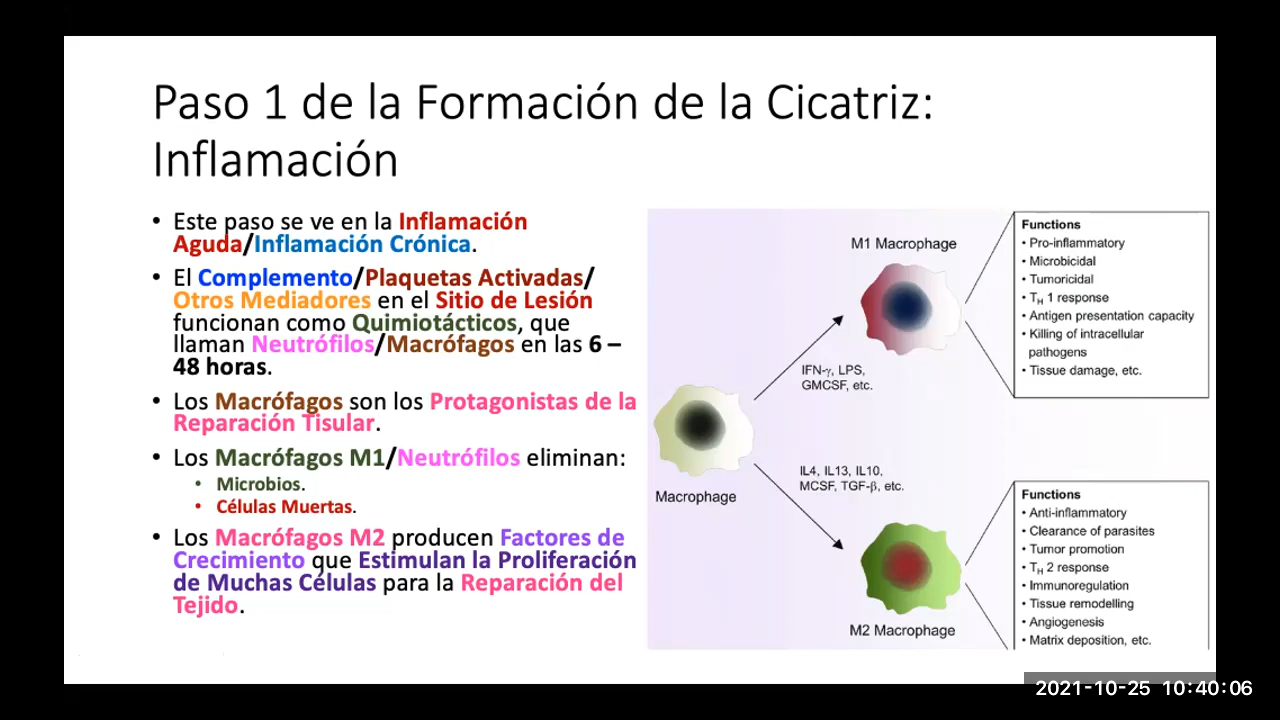 Paso 1 de la Formación de la Cicatriz:
Inflamación
• Este paso se ve en la Inflamación
Aguda/Inflamación Crónica.
• El Complemento/Plaquetas Activadas/
Otros Mediadores en el Sitio de Lesión
funcionan como Quimiotácticos, que
llaman Neutrófilos/Macrófagos en las 6 –
48 horas.
• Los Macrófagos son los Protagonistas de la
Reparación Tisular.
• Los Macrófagos M1/Neutrófilos eliminan:
• Microbios.
• Células Muertas.
• Los Macrófagos M2 producen Factores de
Crecimiento que Estimulan la Proliferación
de Muchas Células para la Reparación del
Tejido.
Macrophage
M1 Macrophage
IFN-γ, LPS,
GMCSF, etc.
Functions
• Pro-inflammatory
• Microbicidal
• Tumoricidal
• TH 1 response
• Antigen presentation capacity
• Killing of intracellular
pathogens
• Tissue damage, etc.
IL4, IL13, IL10,
MCSF, TGF-β, etc.
M2 Macrophage
Functions
• Anti-inflammatory
• Clearance of parasites
• Tumor promotion
• TH 2 response
• Immunoregulation
• Tissue remodelling
• Angiogenesis
• Matrix deposition, etc.
2021-10-25 10:40:06